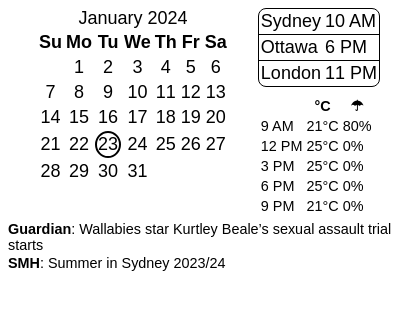 January 2024
Su Mo Tu We Th Fr Sa
1 2 3 4 5 6
7 8 9 10 11 12 13
14 15 16 17 18 19 20
21 22 23 24 25 26 27
28 29 30 31
Sydney 10 AM
Ottawa 6 PM
London 11 PM
°C ☂
9 AM 21°C 80%
12 PM 25°C 0%
3 PM 25°C 0%
6 PM 25°C 0%
9 PM 21°C 0%
Guardian: Wallabies star Kurtley Beale’s sexual assault trial
starts
SMH: Summer in Sydney 2023/24